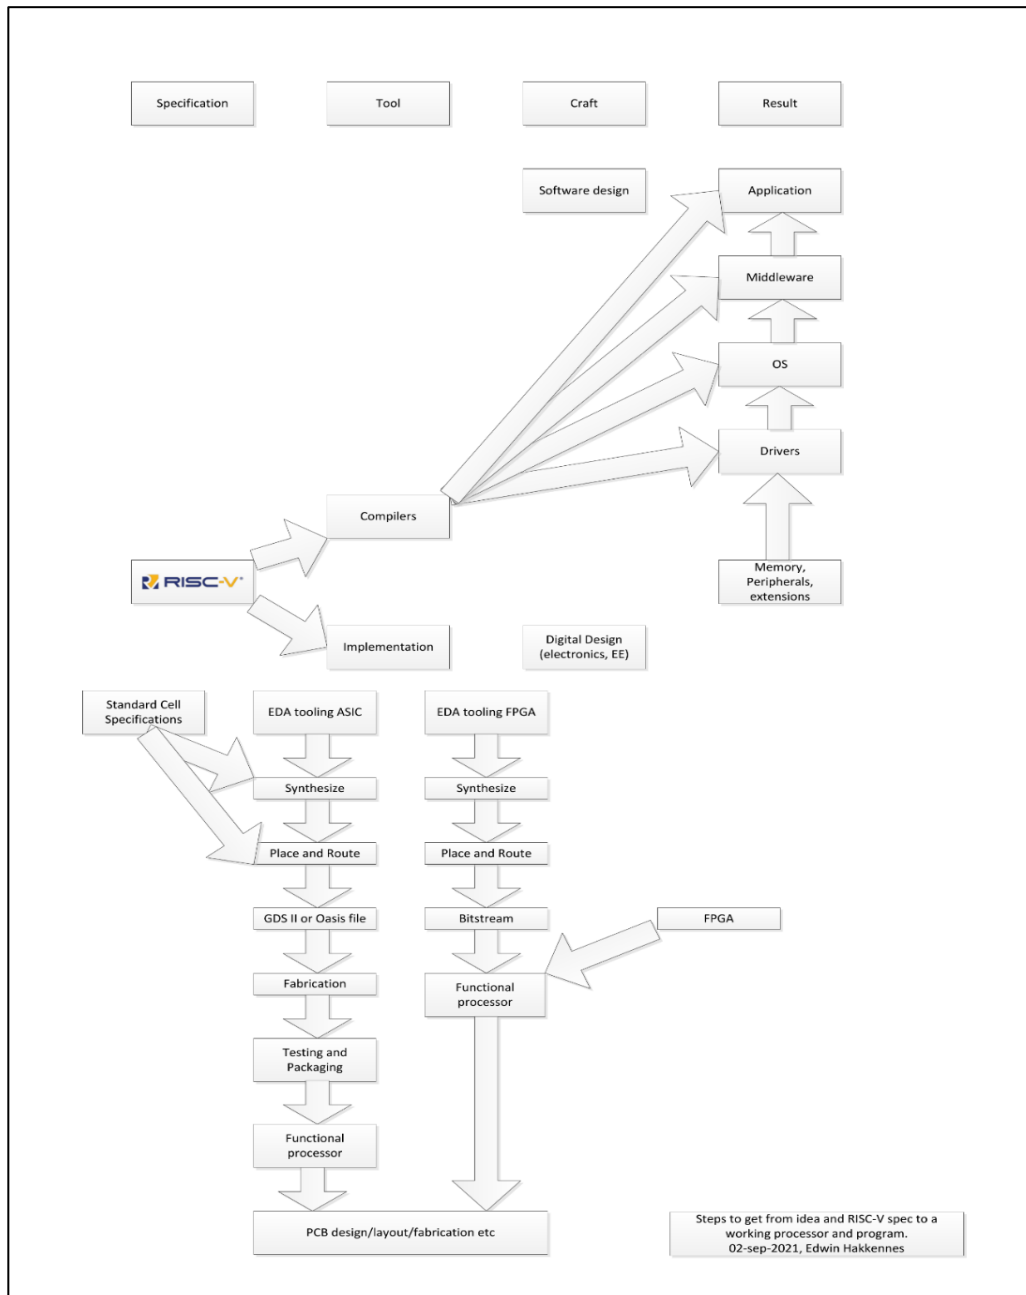 Specification
Tool
Craft
Result
Software design
Application
Middleware
OS
Drivers
Compilers
RISC-V®
Memory,
Peripherals,
extensions
Implementation
Digital Design
(electronics, EE)
Standard Cell
Specifications
EDA tooling ASIC
EDA tooling FPGA
Synthesize
Synthesize
Place and Route
Place and Route
GDS II or Oasis file
Bitstream
FPGA
Fabrication
Functional
processor
Testing and
Packaging
Functional
processor
PCB design/layout/fabrication etc
Steps to get from idea and RISC-V spec to a
working processor and program.
02-sep-2021, Edwin Hakkennes